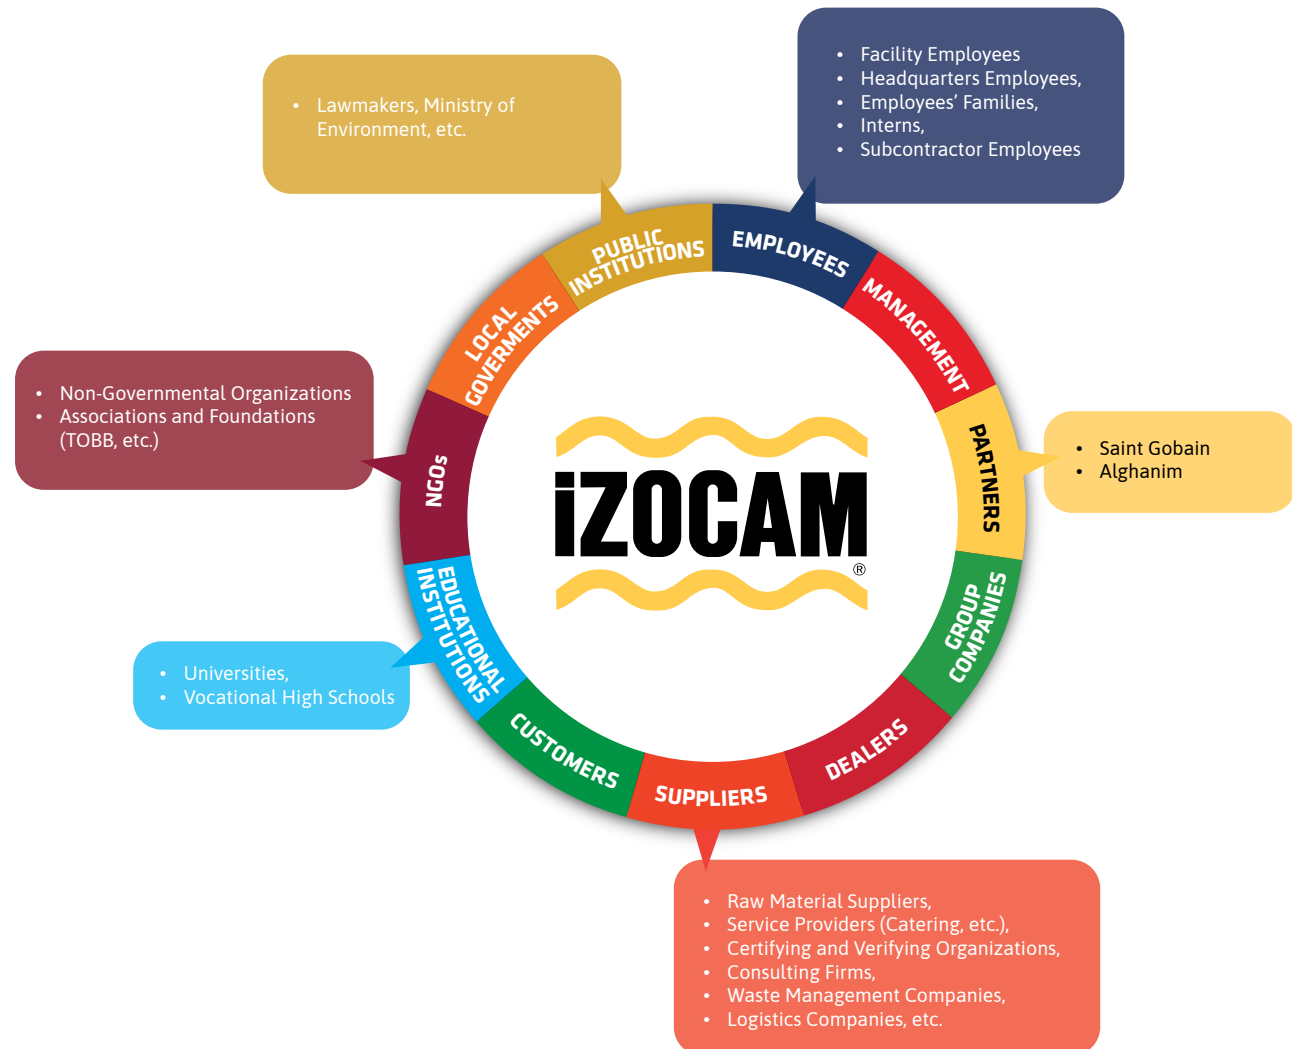 • Facility Employees
• Headquarters Employees,
• Employees’ Families,
• Interns,
• Subcontractor Employees
• Lawmakers, Ministry of
Environment, etc.
PUBLIC
INSTITUTIONS
EMPLOYEES
MANAGEMENT
LOCAL
GOVERMENTS
• Non-Governmental Organizations
• Associations and Foundations
(TOBB, etc.)
NGOs
PARTNERS
• Saint Gobain
• Alghanim
iZOCAM
®
EDUCATIONAL
INSTITUTIONS
GROUP
COMPANIES
• Universities,
• Vocational High Schools
CUSTOMERS
SUPPLIERS
DEALERS
• Raw Material Suppliers,
• Service Providers (Catering, etc.),
• Certifying and Verifying Organizations,
• Consulting Firms,
• Waste Management Companies,
• Logistics Companies, etc.